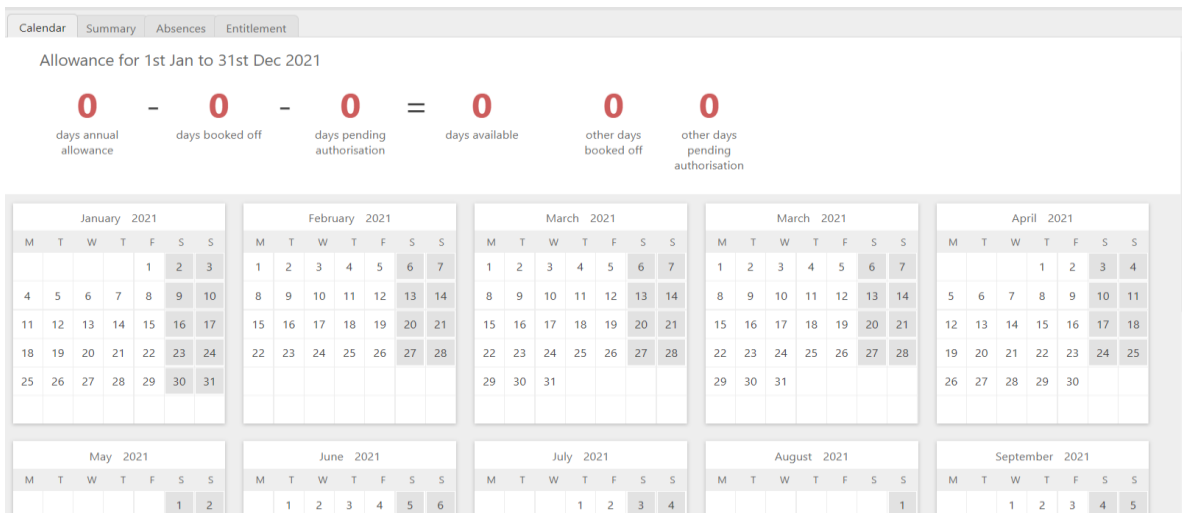 Calendar Summary Absences Entitlement
Allowance for 1st Jan to 31st Dec 2021
0 - 0 - 0 = 0 0 0
days annual allowance days booked off days pending authorisation days available other days booked off other days pending authorisation
January 2021
M T W T F S S
1 2 3
4 5 6 7 8 9 10
11 12 13 14 15 16 17
18 19 20 21 22 23 24
25 26 27 28 29 30 31
February 2021
M T W T F S S
1 2 3 4 5 6 7
8 9 10 11 12 13 14
15 16 17 18 19 20 21
22 23 24 25 26 27 28
March 2021
M T W T F S S
1 2 3 4 5 6 7
8 9 10 11 12 13 14
15 16 17 18 19 20 21
22 23 24 25 26 27 28
29 30 31
March 2021
M T W T F S S
1 2 3 4 5 6 7
8 9 10 11 12 13 14
15 16 17 18 19 20 21
22 23 24 25 26 27 28
29 30 31
April 2021
M T W T F S S
1 2 3 4
5 6 7 8 9 10 11
12 13 14 15 16 17 18
19 20 21 22 23 24 25
26 27 28 29 30
May 2021
M T W T F S S
1 2
June 2021
M T W T F S S
1 2 3 4 5 6
July 2021
M T W T F S S
1 2 3 4
August 2021
M T W T F S S
1
September 2021
M T W T F S S
1 2 3 4 5